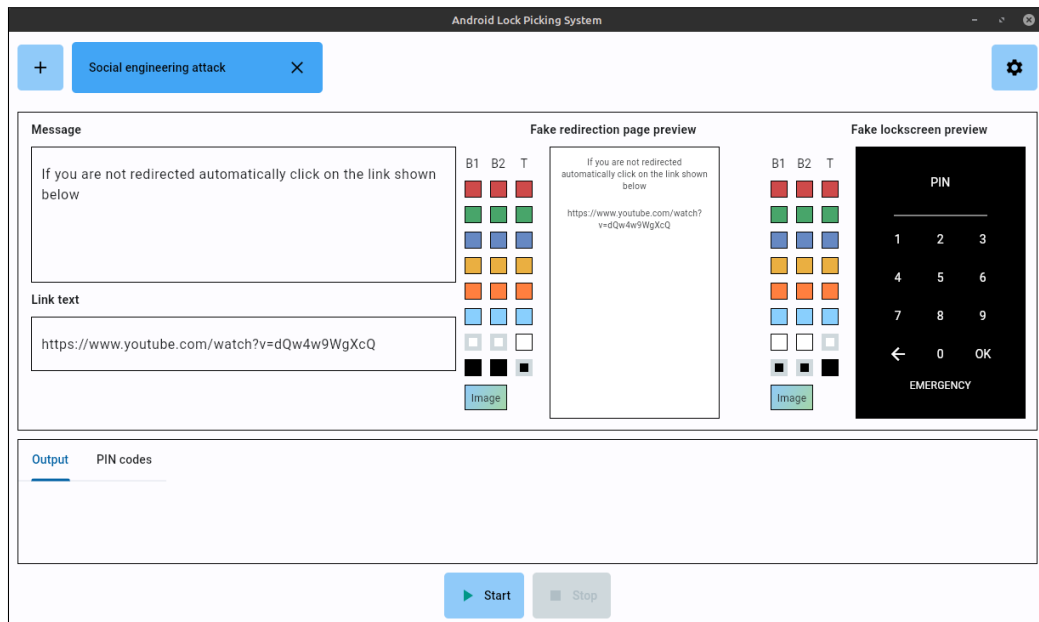 Android Lock Picking System
+ Social engineering attack
Message
If you are not redirected automatically click on the link shown
below
Link text
https://www.youtube.com/watch?v=dQw4w9WgXcQ
Fake redirection page preview
B1 B2 T
Image
If you are not redirected
automatically click on the link shown
below
https://www.youtube.com/watch?
v=dQw4w9WgXcQ
Fake lockscreen preview
B1 B2 T
Image
PIN
1 2 3
4 5 6
7 8 9
0 OK
EMERGENCY
Output PIN codes
Start Stop